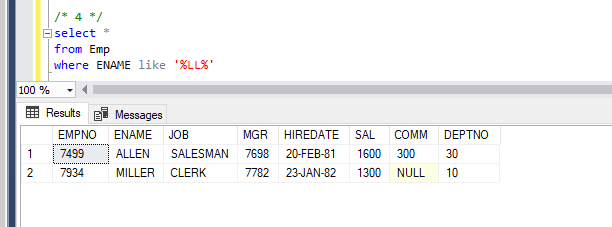 /* 4 */
select *
from Emp
where ENAME like '%LL%'
100 %
Results Messages
EMPNO ENAME JOB MGR HIREDATE SAL COMM DEPTNO
1 7499 ALLEN SALESMAN 7698 20-FEB-81 1600 300 30
2 7934 MILLER CLERK 7782 23-JAN-82 1300 NULL 10